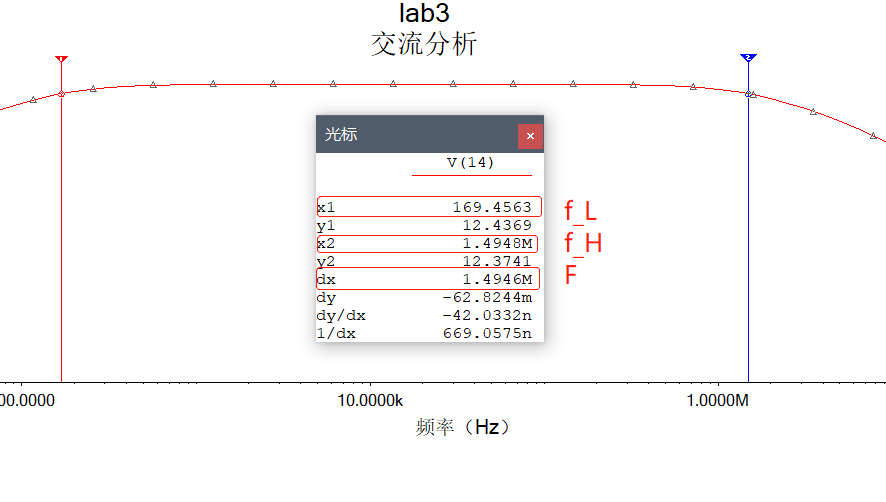 lab3
交流分析
1
2
光标
×
V(14)
x1 169.4563 f_L
y1 12.4369
x2 1.4948M f_H
y2 12.3741
dx 1.4946M F
dy -62.8244m
dy/dx -42.0332n
1/dx 669.0575n
00.0000 10.0000k 1.0000M
频率（Hz）